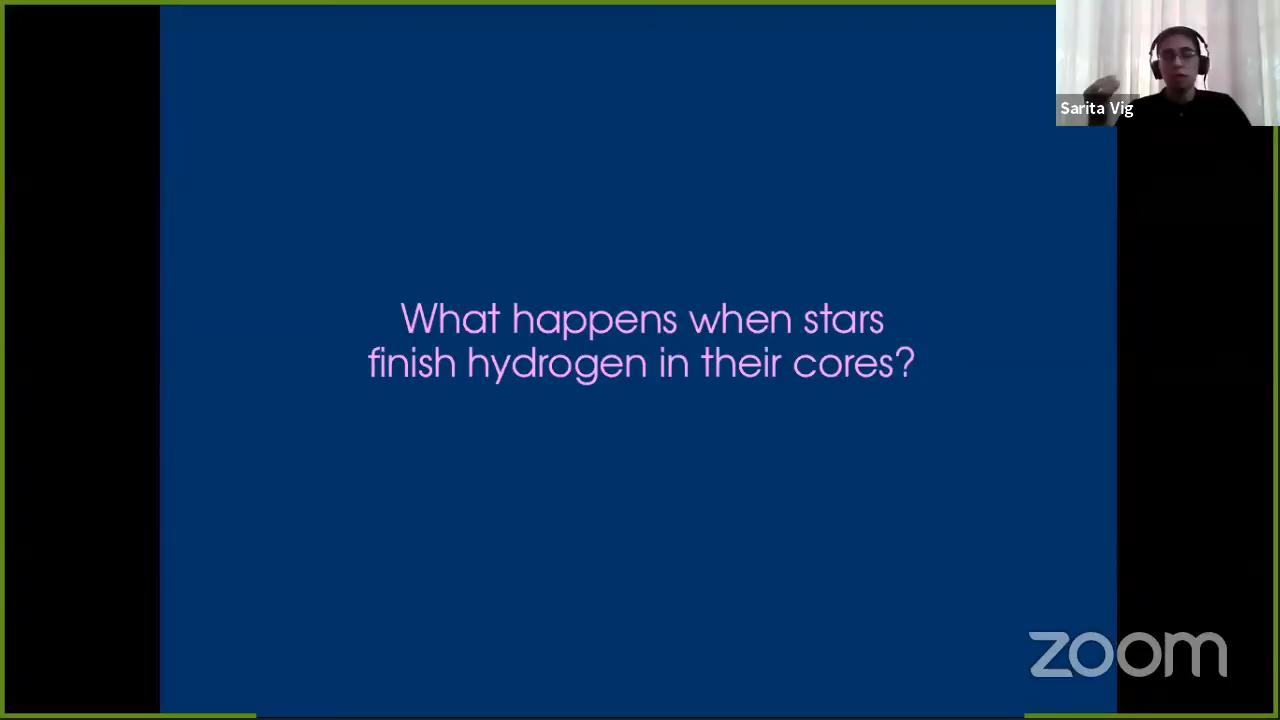 Sarita Vig
What happens when stars
finish hydrogen in their cores?
zoom